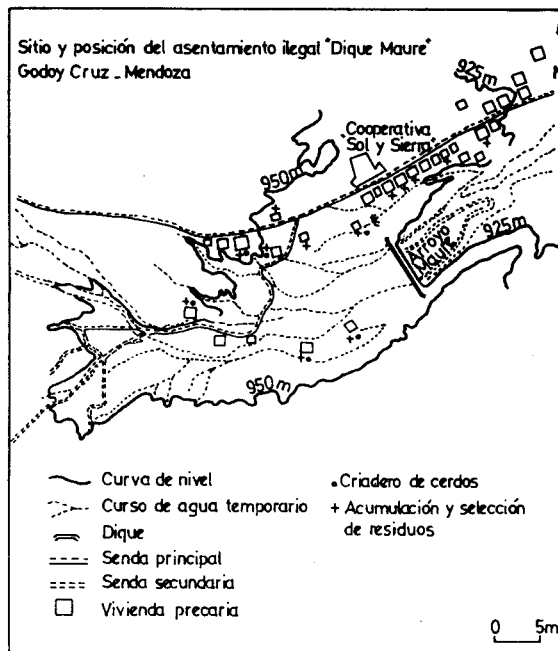 Sitio y posición del asentamiento ilegal "Dique Maure"
Godoy Cruz _ Mendoza
925m
Cooperativa
"Sol y Sierra"
950m
Arroyo
Maure
925m
950m
Curva de nivel
Curso de agua temporario
Dique
Senda principal
Senda secundaria
Vivienda precaria
Criadero de cerdos
+ Acumulación y selección
de residuos
0 5m